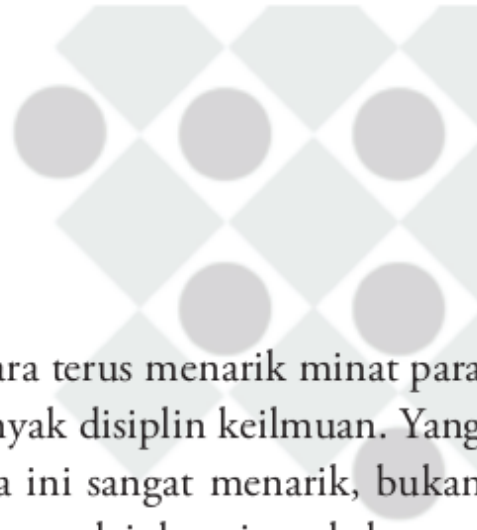 ara terus menarik minat para
nyak disiplin keilmuan. Yang
a ini sangat menarik, bukan